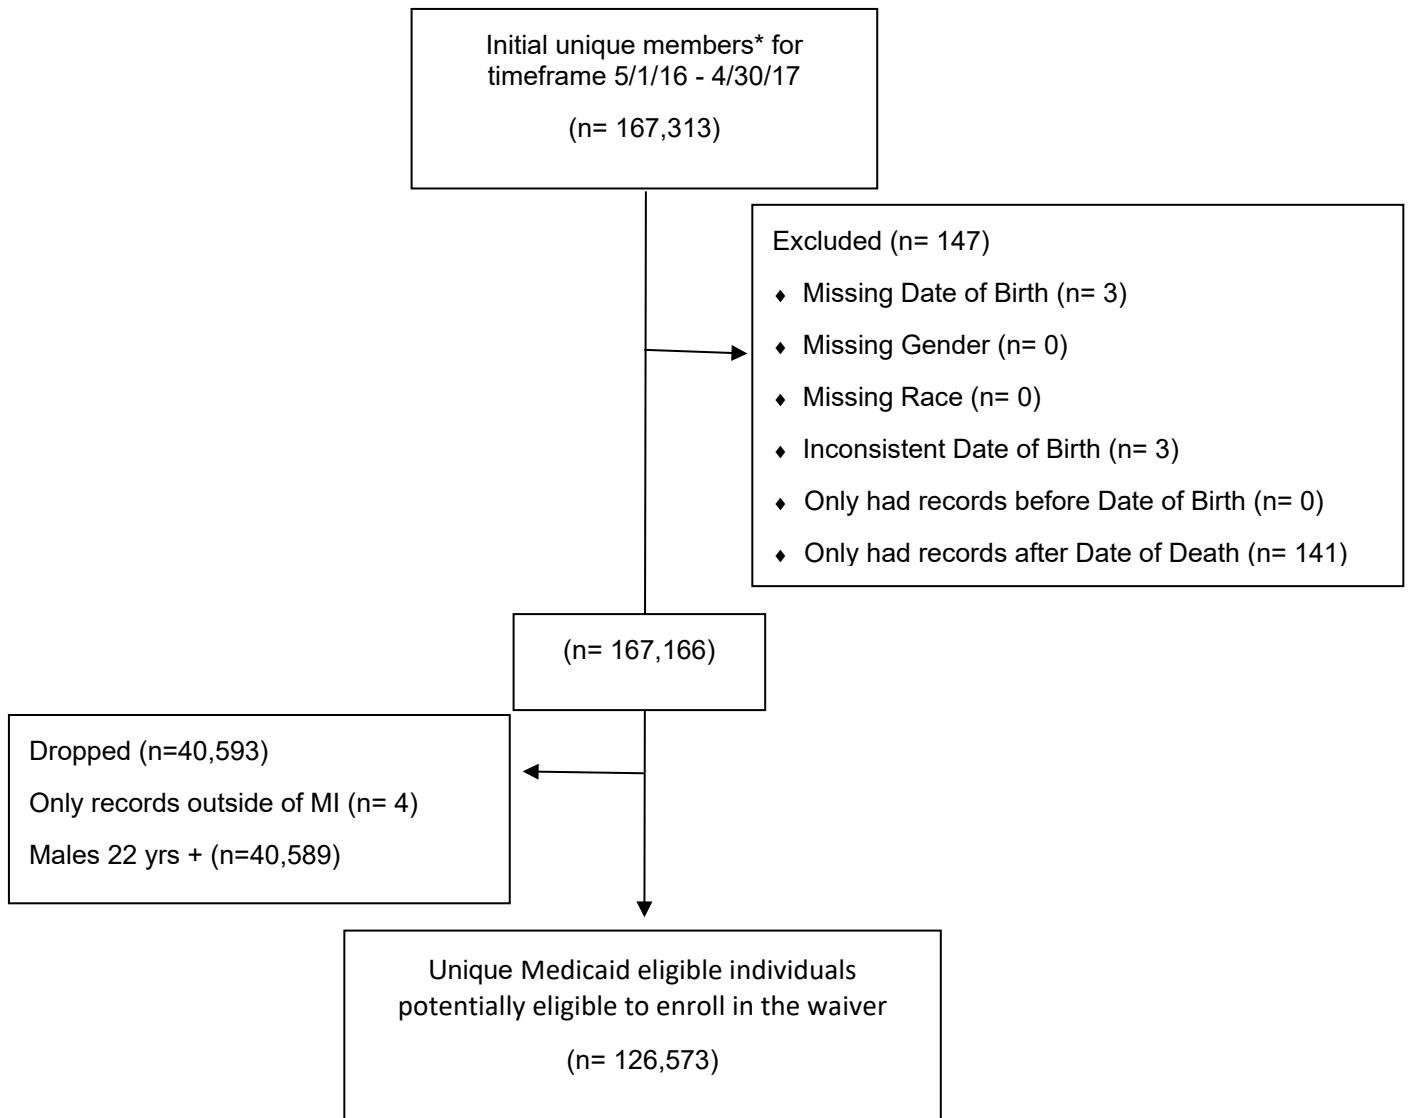 Initial unique members* for
timeframe 5/1/16 - 4/30/17
(n= 167,313)
Excluded (n= 147)
♦ Missing Date of Birth (n= 3)
♦ Missing Gender (n= 0)
♦ Missing Race (n= 0)
♦ Inconsistent Date of Birth (n= 3)
♦ Only had records before Date of Birth (n= 0)
♦ Only had records after Date of Death (n= 141)
(n= 167,166)
Dropped (n=40,593)
Only records outside of MI (n= 4)
Males 22 yrs + (n=40,589)
Unique Medicaid eligible individuals
potentially eligible to enroll in the waiver
(n= 126,573)